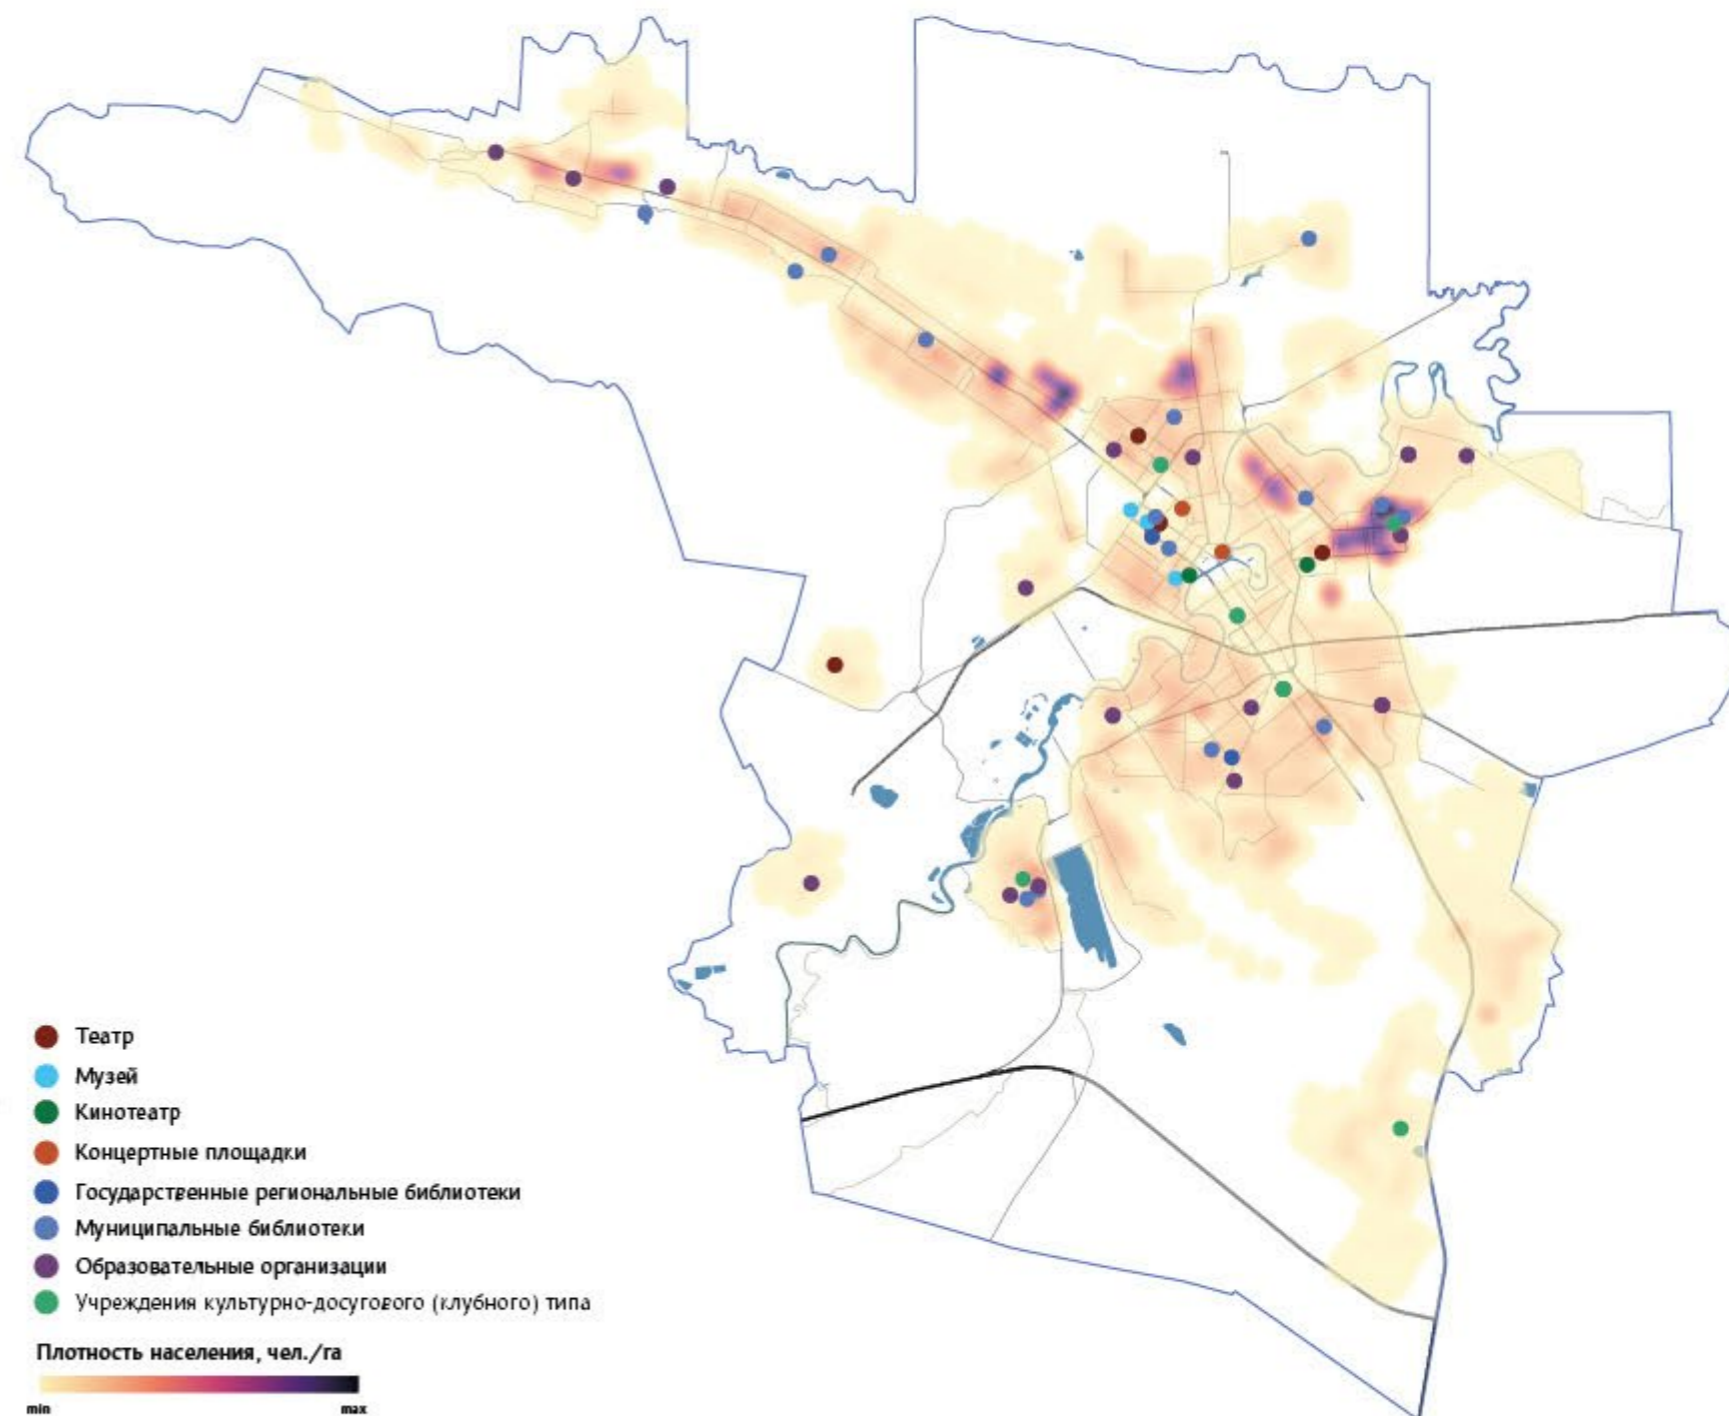 Театр
Музей
Кинотеатр
Концертные площадки
Государственные региональные библиотеки
Муниципальные библиотеки
Образовательные организации
Учреждения культурно-досугового (клубного) типа
Плотность населения, чел./га
min max